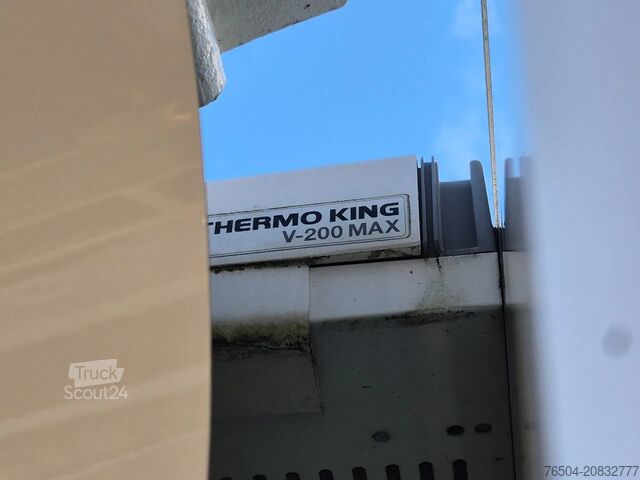 THERMO KING
V-200 MAX
Truck
Scout24
76504-20832777